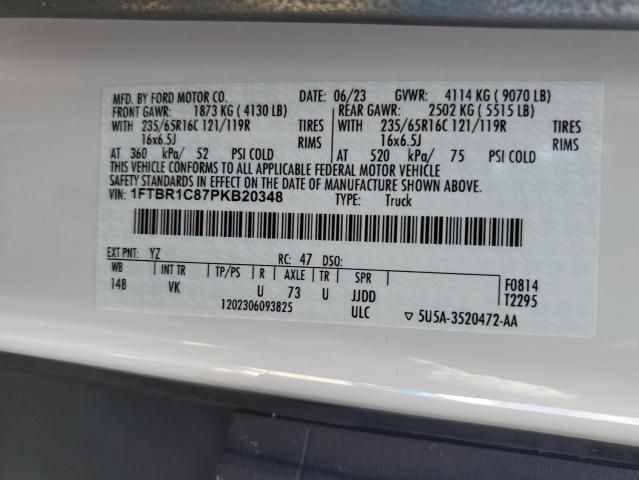 MFD. BY FORD MOTOR CO. DATE: 06/23 GVWR: 4114 KG ( 9070 LB)
FRONT GAWR: 1873 KG ( 4130 LB) REAR GAWR: 2502 KG ( 5515 LB)
WITH 235/65R16C 121/119R TIRES WITH 235/65R16C 121/119R TIRES
16x6.5J RIMS 16x6.5J RIMS
AT 360 kPa/ 52 PSI COLD AT 520 kPa/ 75 PSI COLD
THIS VEHICLE CONFORMS TO ALL APPLICABLE FEDERAL MOTOR VEHICLE
SAFETY STANDARDS IN EFFECT ON THE DATE OF MANUFACTURE SHOWN ABOVE.
VIN: 1FTBR1C87PKB20348 TYPE: Truck
EXT PNT: YZ RC: 47 DSO:
WB INT TR TP/PS R AXLE TR SPR F0814
148 VK U 73 U JJDD T2295
1202306093825 ULC ▽ 5U5A-3520472-AA